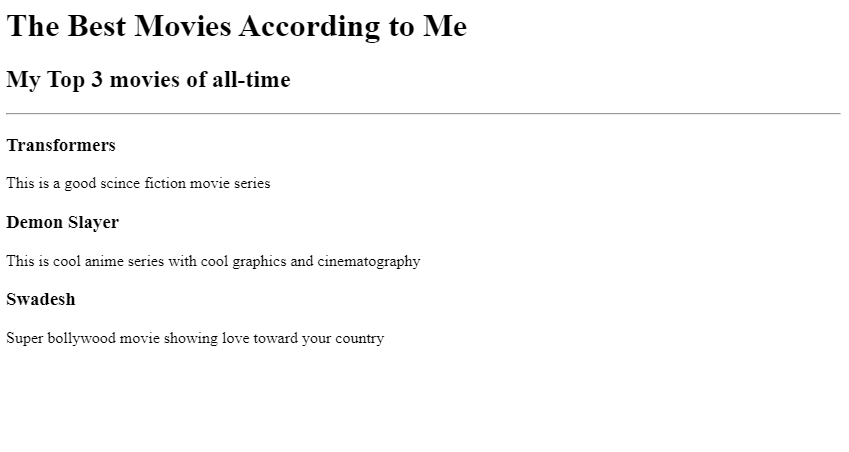 The Best Movies According to Me
My Top 3 movies of all-time
Transformers
This is a good scince fiction movie series
Demon Slayer
This is cool anime series with cool graphics and cinematography
Swadesh
Super bollywood movie showing love toward your country